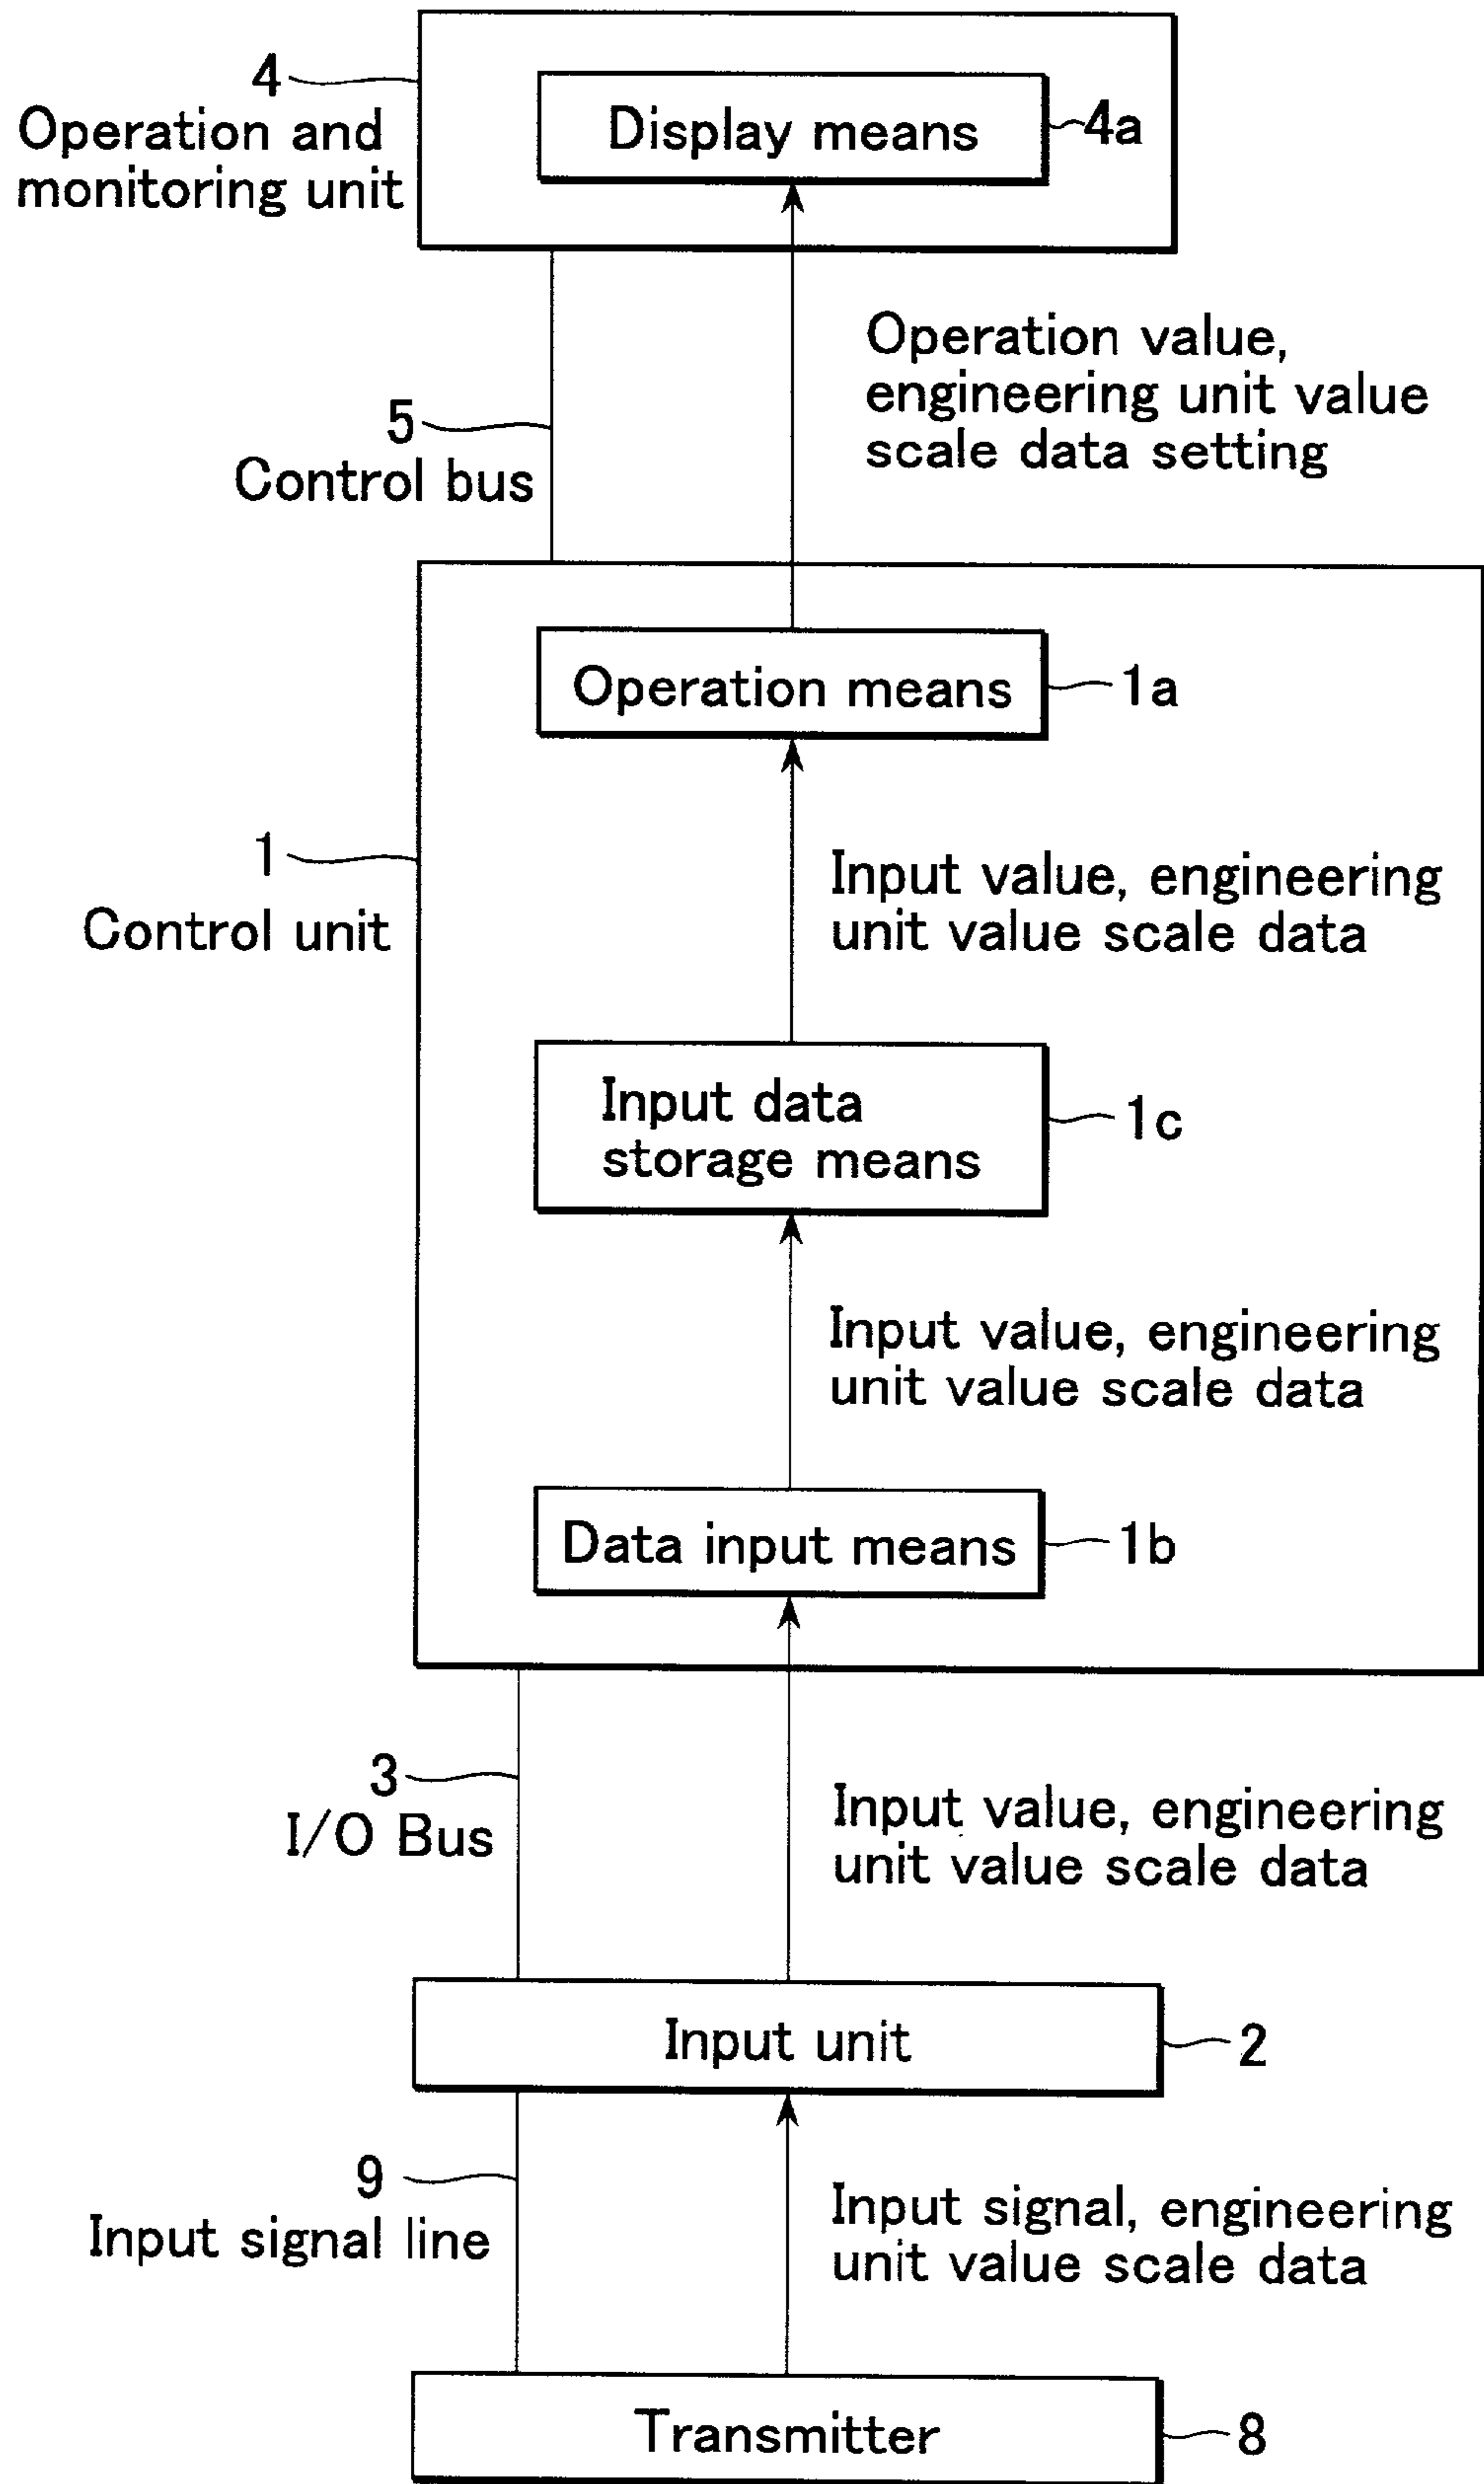 4
Operation and
monitoring unit
Display means
4a
Operation value,
engineering unit value
scale data setting
5
Control bus
Operation means
1a
1
Control unit
Input value, engineering
unit value scale data
Input data
storage means
1c
Input value, engineering
unit value scale data
Data input means
1b
3
I/O Bus
Input value, engineering
unit value scale data
Input unit
2
9
Input signal line
Input signal, engineering
unit value scale data
Transmitter
8